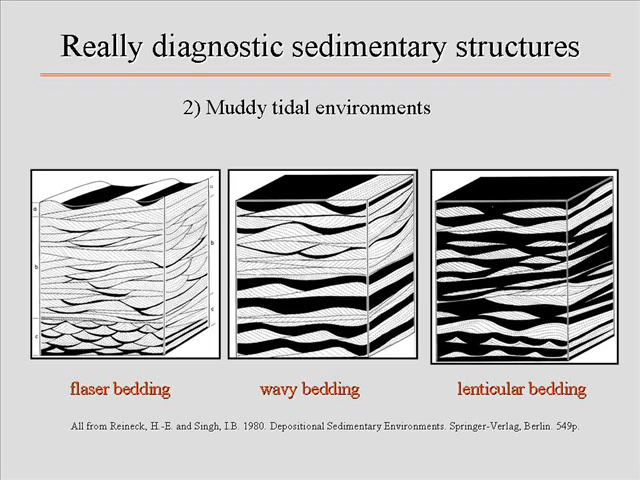 Really diagnostic sedimentary structures
2) Muddy tidal environments
a
b
c
a
b
c
flaser bedding
wavy bedding
lenticular bedding
All from Reineck, H.-E. and Singh, I.B. 1980. Depositional Sedimentary Environments. Springer-Verlag, Berlin. 549p.